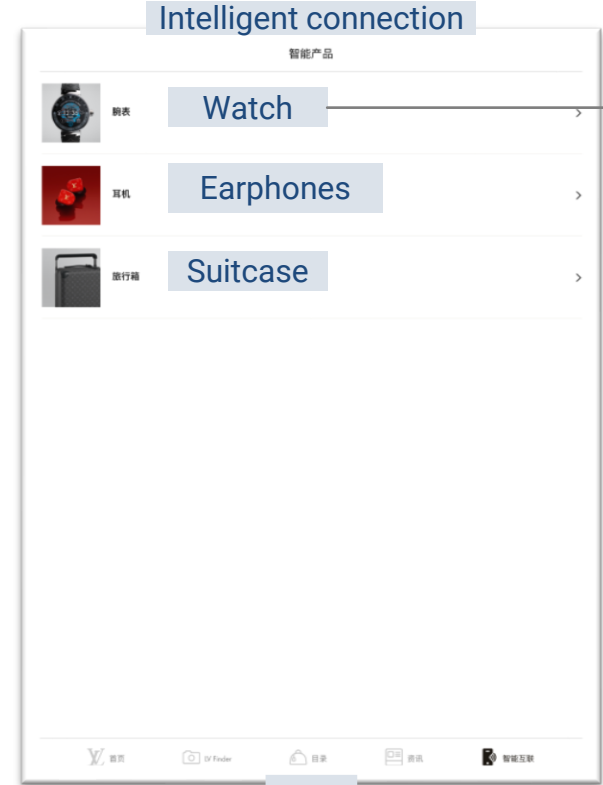 Intelligent connection
智能产品
腕表 Watch
耳机 Earphones
旅行箱 Suitcase
首页 LV Finder 目录 资讯 智能互联